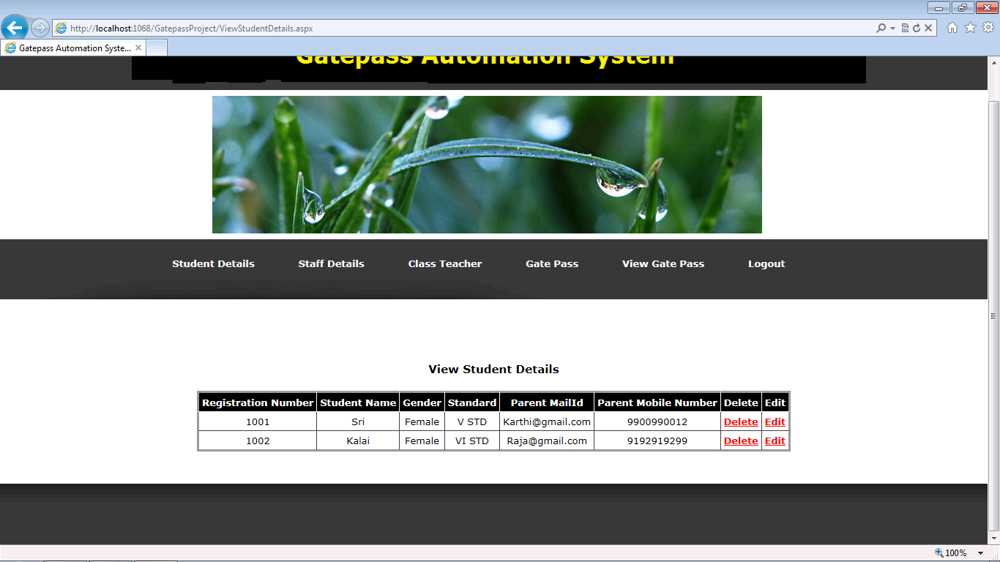 http://localhost:1068/GatepassProject/ViewStudentDetails.aspx
Gatepass Automation Syste...
Gatepass Automation System
Student Details Staff Details Class Teacher Gate Pass View Gate Pass Logout
View Student Details
Registration Number Student Name Gender Standard Parent MailId Parent Mobile Number Delete Edit
1001 Sri Female V STD Karthi@gmail.com 9900990012 Delete Edit
1002 Kalai Female VI STD Raja@gmail.com 9192919299 Delete Edit
100%